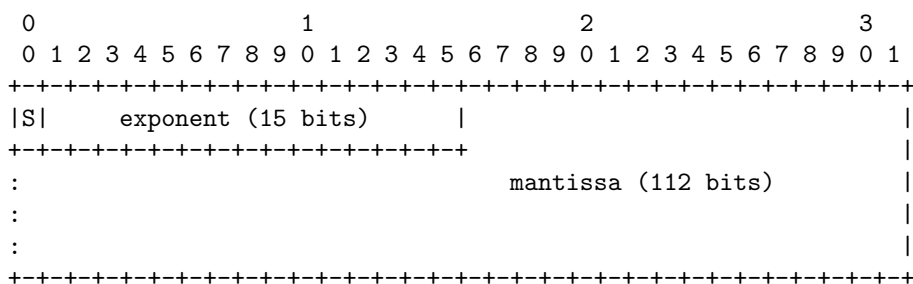 0                   1                   2                   3
 0 1 2 3 4 5 6 7 8 9 0 1 2 3 4 5 6 7 8 9 0 1 2 3 4 5 6 7 8 9 0 1
+-+-+-+-+-+-+-+-+-+-+-+-+-+-+-+-+-+-+-+-+-+-+-+-+-+-+-+-+-+-+-+-+
|S|    exponent (15 bits)      |                                |
+-+-+-+-+-+-+-+-+-+-+-+-+-+-+-+-+                               |
:                                   mantissa (112 bits)         |
:                                                               |
:                                                               |
+-+-+-+-+-+-+-+-+-+-+-+-+-+-+-+-+-+-+-+-+-+-+-+-+-+-+-+-+-+-+-+-+